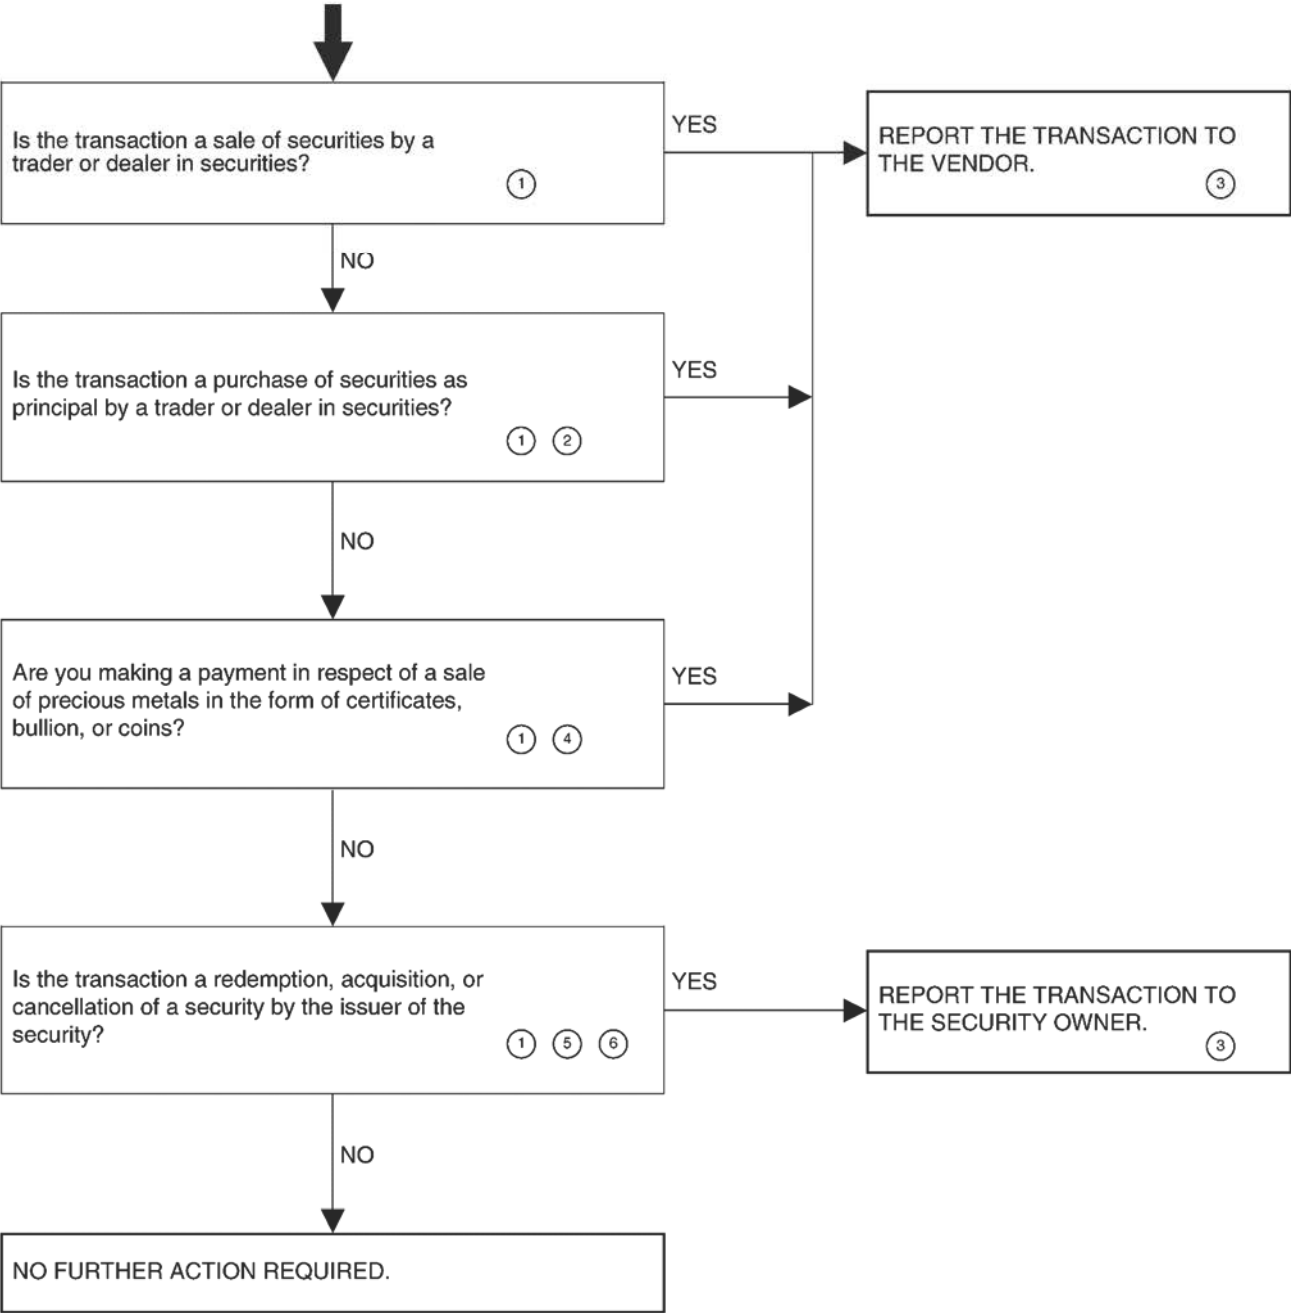 Is the transaction a sale of securities by a
trader or dealer in securities?
1
YES
REPORT THE TRANSACTION TO
THE VENDOR.
3
NO
Is the transaction a purchase of securities as
principal by a trader or dealer in securities?
1 2
YES
NO
Are you making a payment in respect of a sale
of precious metals in the form of certificates,
bullion, or coins?
1 4
YES
NO
Is the transaction a redemption, acquisition, or
cancellation of a security by the issuer of the
security?
1 5 6
YES
REPORT THE TRANSACTION TO
THE SECURITY OWNER.
3
NO
NO FURTHER ACTION REQUIRED.